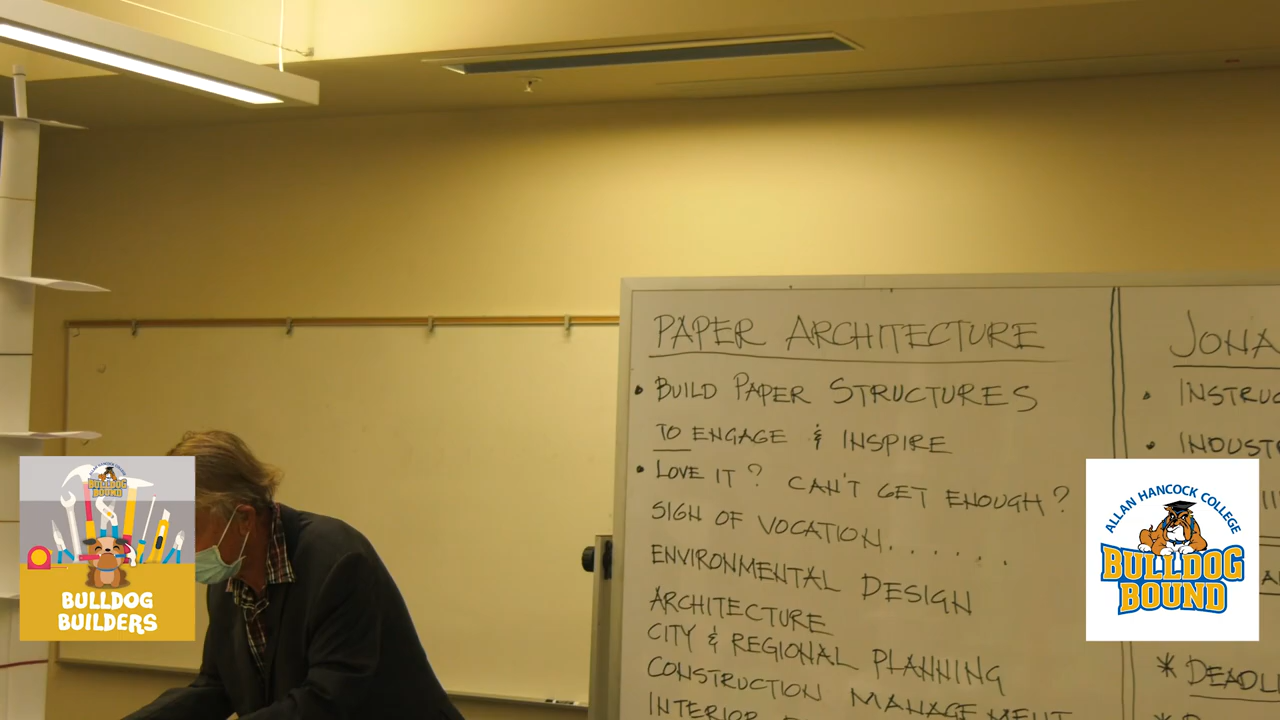 PAPER ARCHITECTURE
• BUILD PAPER STRUCTURES
TO ENGAGE & INSPIRE
• LOVE IT? CAN'T GET ENOUGH?
SIGN OF VOCATION.......
ENVIRONMENTAL DESIGN
ARCHITECTURE
CITY & REGIONAL PLANNING
CONSTRUCTION MANAGEMENT
INTERIOR
JONA
• INSTRUC
• INDUST
* DEADL
BULLDOG
BOUND
BULLDOG
BUILDERS
ALLAN HANCOCK COLLEGE
BULLDOG
BOUND